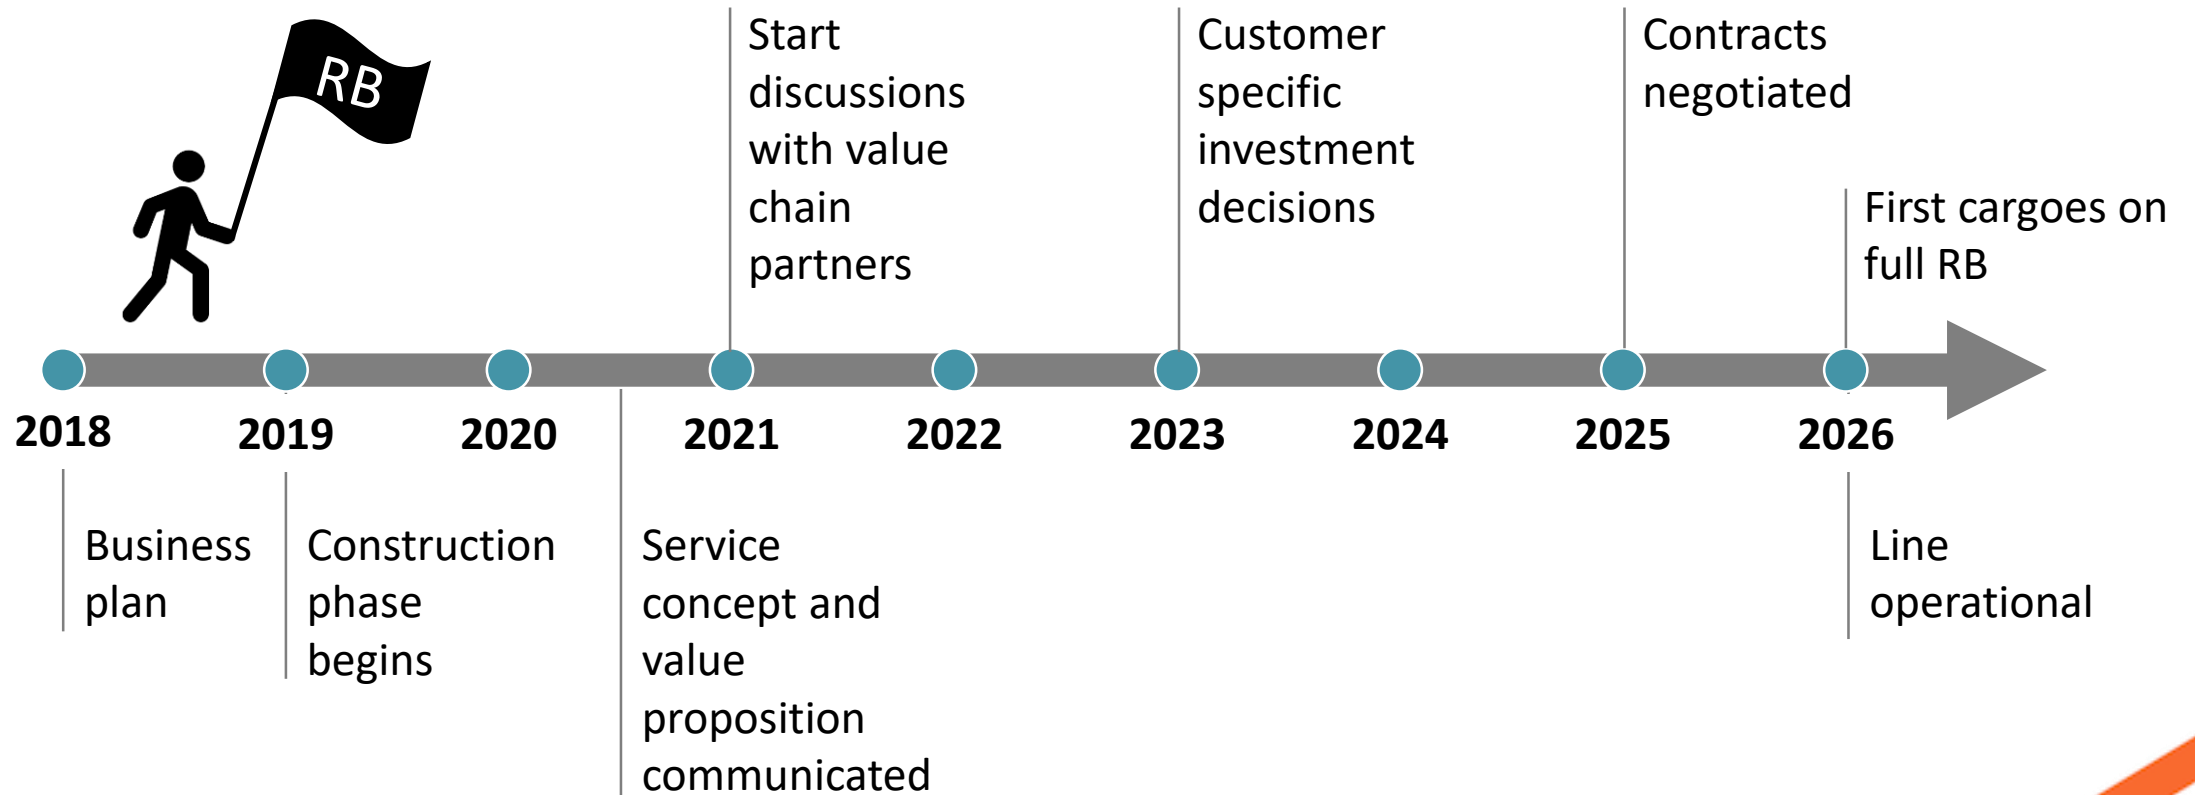 RB
Start
discussions
with value
chain
partners
Customer
specific
investment
decisions
Contracts
negotiated
First cargoes on
full RB
2018
2019
2020
2021
2022
2023
2024
2025
2026
Business
plan
Construction
phase
begins
Service
concept and
value
proposition
communicated
Line
operational